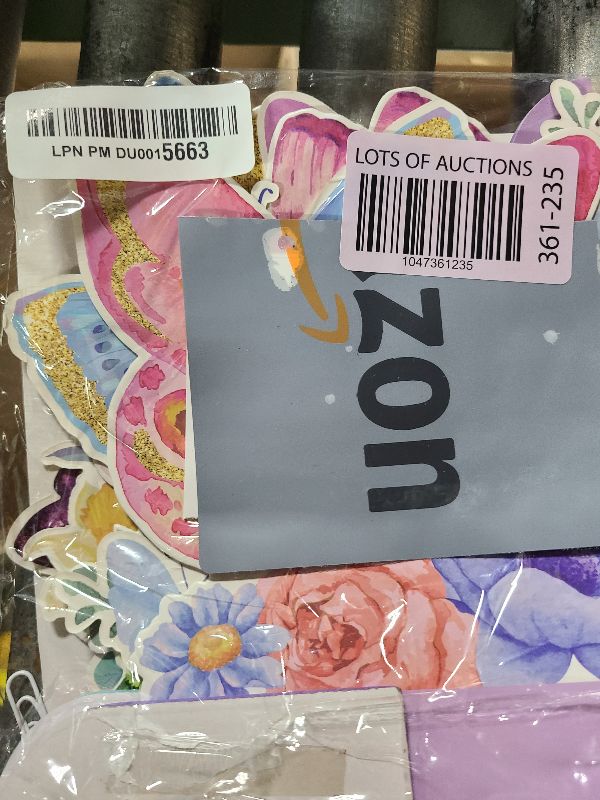 LPN PM DU0015663
LOTS OF AUCTIONS
1047361235
361-235
zon